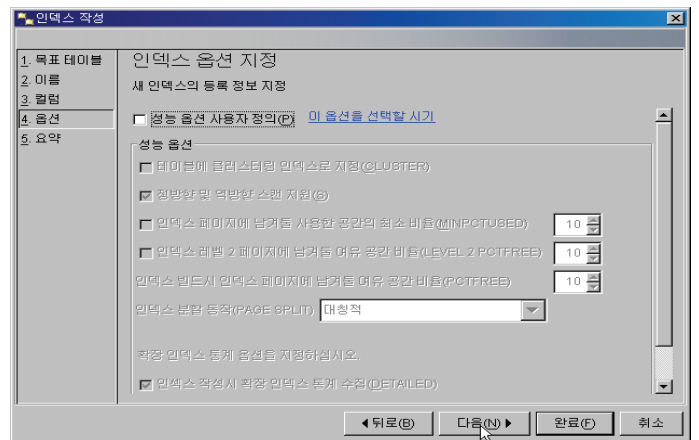 인덱스 작성
1. 목표 테이블
2. 이름
3. 컬럼
4. 옵션
5. 요약
인덱스 옵션 지정
새 인덱스의 등록 정보 지정
성능 옵션 사용자 정의(P) 이 옵션을 선택할 시기
성능 옵션
테이블에 클러스터링 인덱스로 지정(CLUSTER)
정방향 및 역방향 스캔 지원(S)
인덱스 페이지에 남겨둘 사용한 공간의 최소 비율(MINPCTUSED) 10
인덱스 레벨 2 페이지에 남겨둘 여유 공간 비율(LEVEL 2 PCTFREE) 10
인덱스 빌드시 인덱스 페이지에 남겨둘 여유 공간 비율(PCTFREE) 10
인덱스 분할 동작(PAGE SPLIT) 대칭적
확장 인덱스 통계 옵션을 지정하십시오.
인섹스 작성시 확장 인덱스 통계 수집(DETAILED)
뒤로(B) 다음(N) 완료(F) 취소